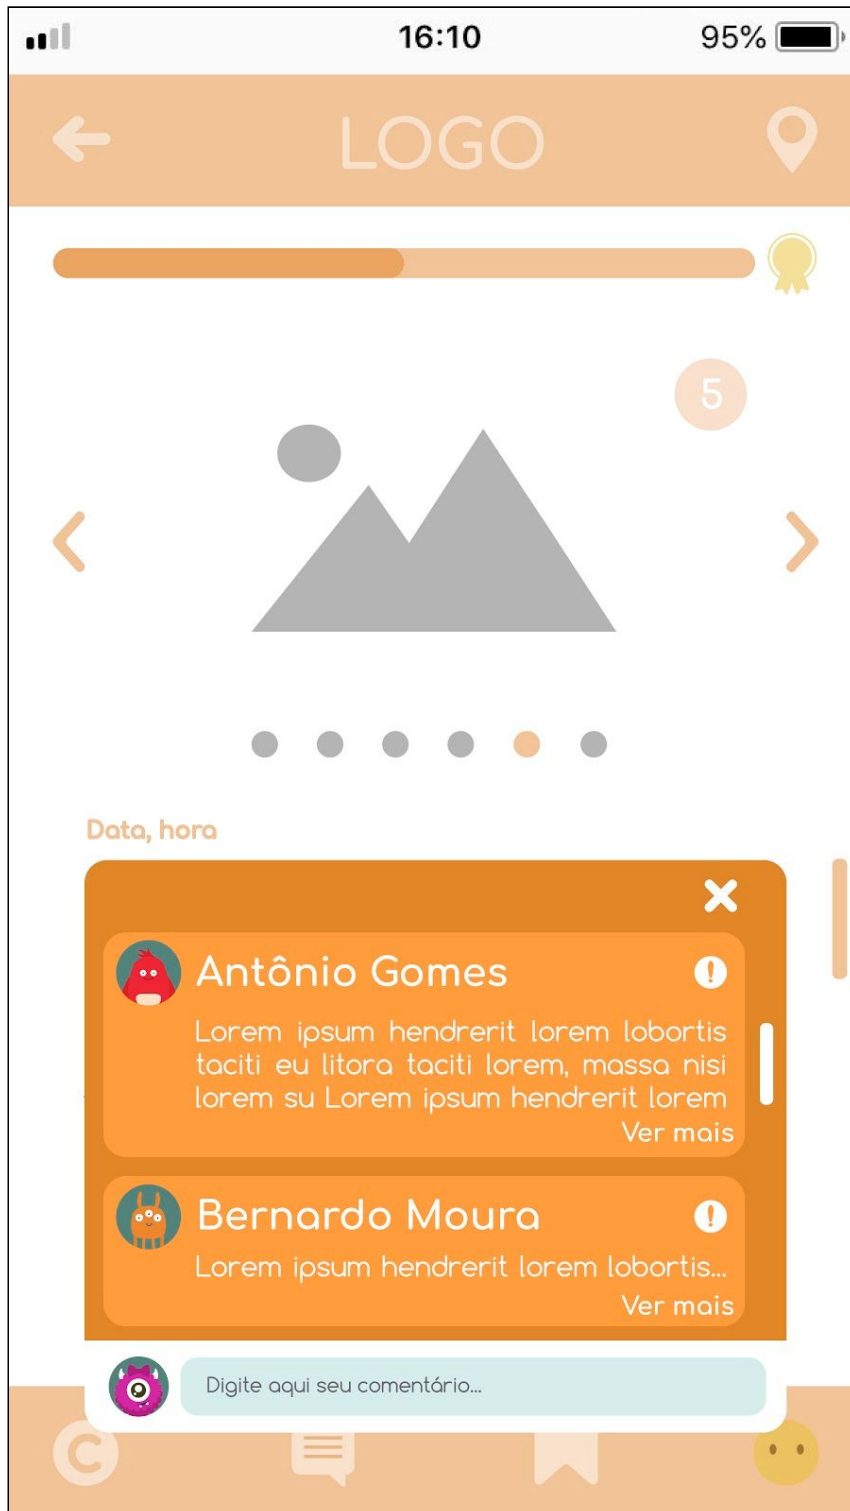 16:10
95%
LOGO
5
Data, hora
Antônio Gomes
Lorem ipsum hendrerit lorem lobortis
taciti eu litora taciti lorem, massa nisi
lorem su Lorem ipsum hendrerit lorem
Ver mais
Bernardo Moura
Lorem ipsum hendrerit lorem lobortis...
Ver mais
Digite aqui seu comentário...
C